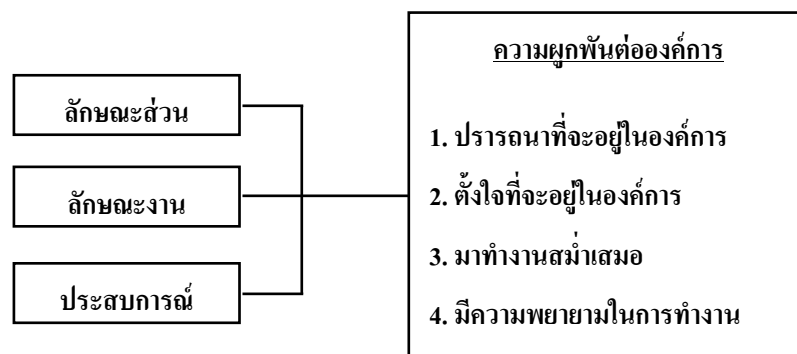 ลักษณะส่วน
ลักษณะงาน
ประสบการณ์
ความผูกพันต่อองค์การ
1. ปรารถนาที่จะอยู่ในองค์การ
2. ตั้งใจที่จะอยู่ในองค์การ
3. มาทำงานสม่ำเสมอ
4. มีความพยายามในการทำงาน